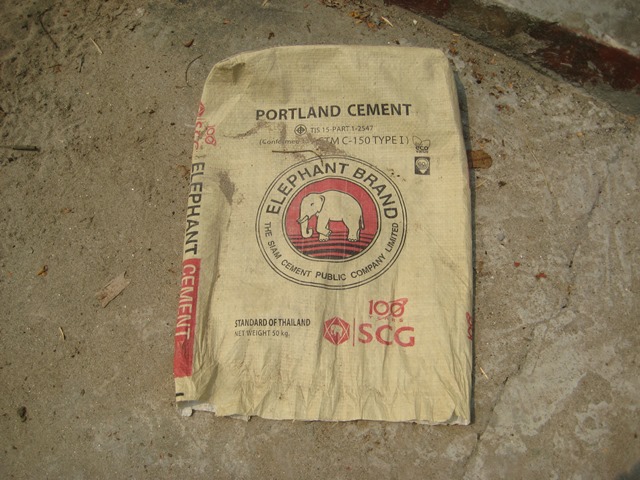 PORTLAND CEMENT
TIS 15-PART 1-2547
C-150 TYPE I)
ELEPHANT BRAND
THE SIAM CEMENT PUBLIC COMPANY LIMITED
STANDARD OF THAILAND
NET WEIGHT 50 kg.
100
SCG
ELEPHANT CEMENT